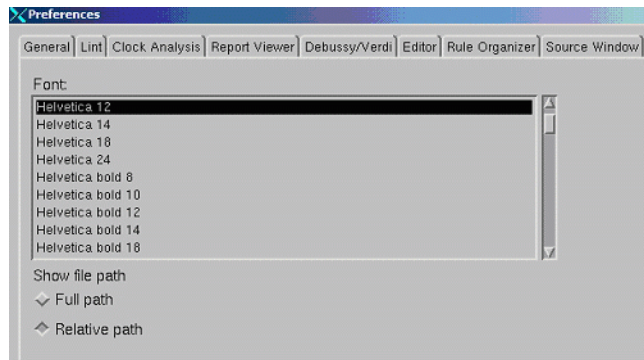 Preferences
General Lint Clock Analysis Report Viewer Debussy/Verdi Editor Rule Organizer Source Window
Font:
Helvetica 12
Helvetica 14
Helvetica 18
Helvetica 24
Helvetica bold 8
Helvetica bold 10
Helvetica bold 12
Helvetica bold 14
Helvetica bold 18
Show file path
Full path
Relative path